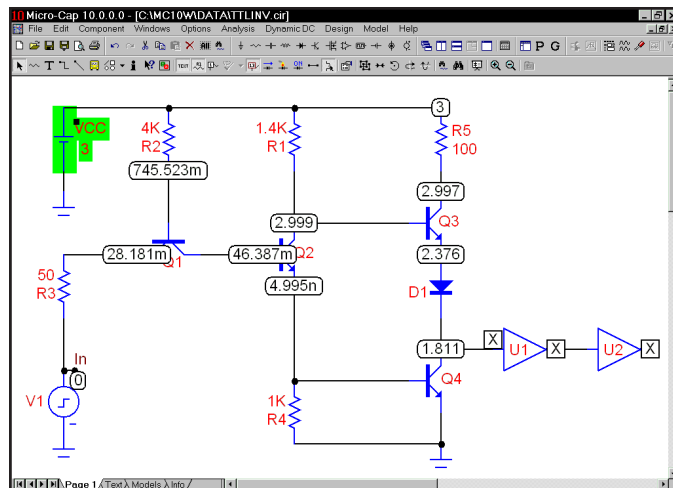 10 Micro-Cap 10.0.0.0 - [C:\MC10W\DATA\TTLINV.cir]
File Edit Component Windows Options Analysis Dynamic DC Design Model Help
T TEXT P G
VCC
3
4K
R2
1.4K
R1
3
R5
100
745.523m
2.999
2.997
Q3
28.181m
Q1
46.387m
Q2
2.376
50
R3
4.995n
D1
In
0
1.811
X
U1
X
U2
X
V1
1K
R4
Q4
Page 1 Text Models Info